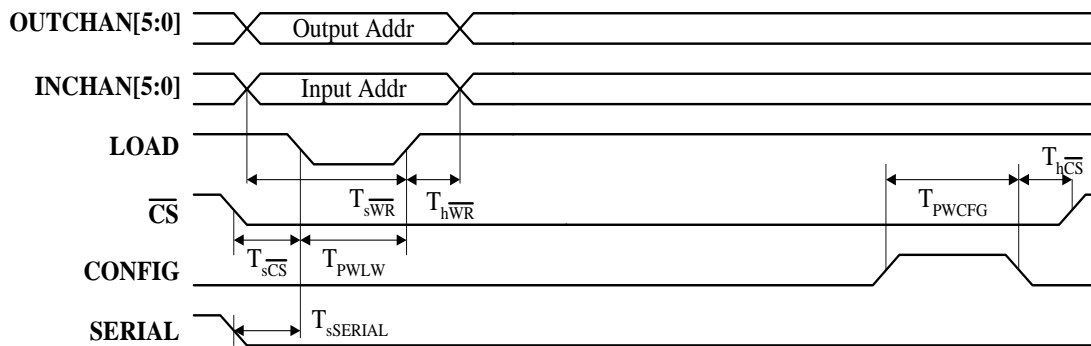 OUTCHAN[5:0] Output Addr
INCHAN[5:0] Input Addr
LOAD
T_hCS̅
T_sWR̅ T_hWR̅ T_PWCFG
C̅S̅
T_sCS̅ T_PWLW
CONFIG
T_sSERIAL
SERIAL